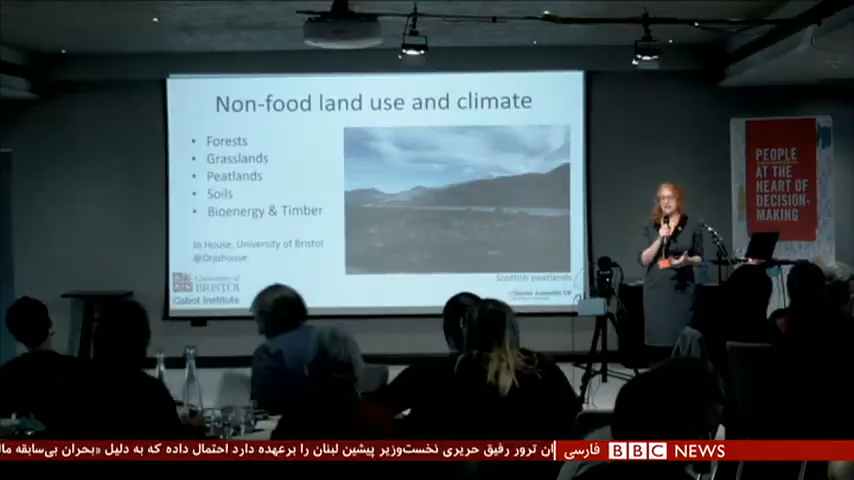 Non-food land use and climate
• Forests
• Grasslands
• Peatlands
• Soils
• Bioenergy & Timber
Jo House, University of Bristol
@Drjohouse
University of
BRISTOL
Cabot Institute
Scottish peatlands
PEOPLE
AT THE
HEART OF
DECISION-
MAKING
ان ترور رفیق حریری نخست‌وزیر پیشین لبنان را برعهده دارد احتمال داده که به دلیل «بحران بی‌سابقه
فارسی BBC NEWS